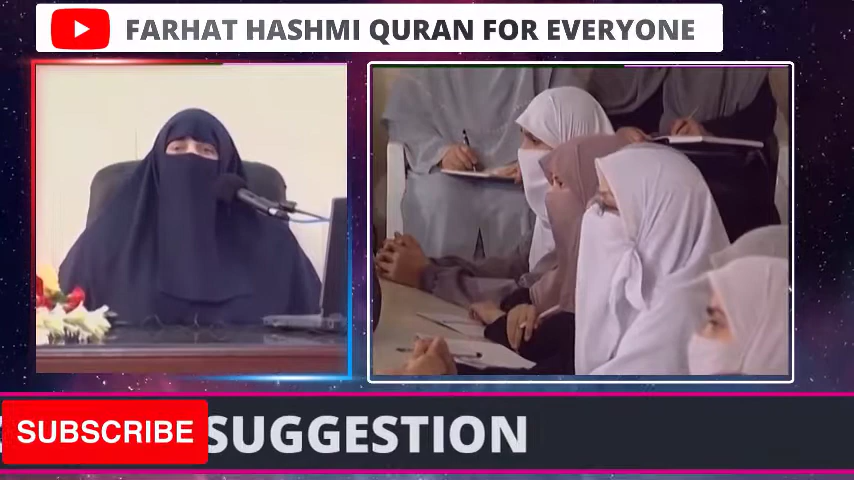 FARHAT HASHMI QURAN FOR EVERYONE
SUBSCRIBE SUGGESTION